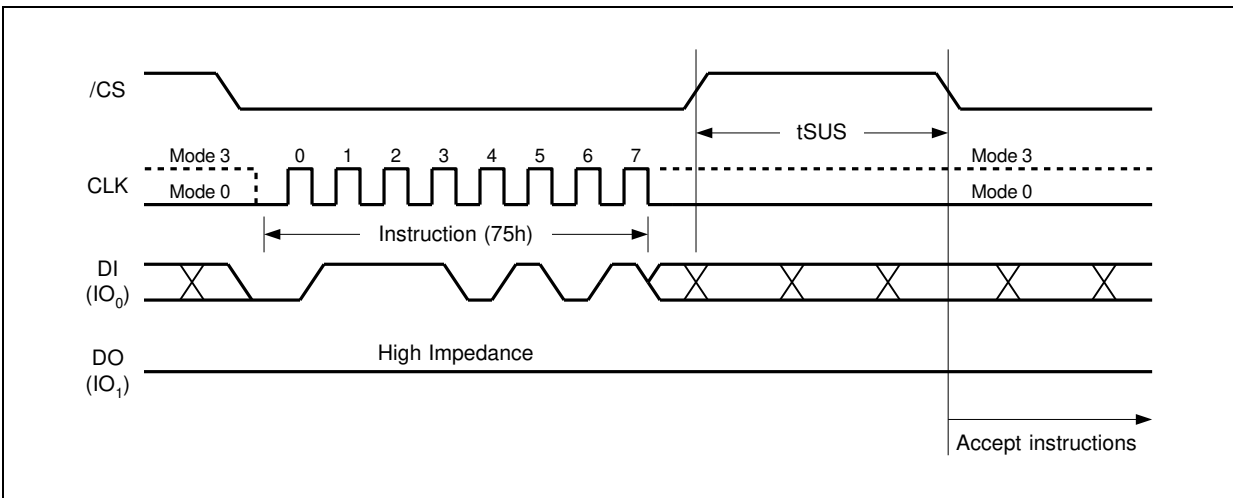 /CS
tSUS
Mode 3 0 1 2 3 4 5 6 7 Mode 3
CLK
Mode 0 Mode 0
Instruction (75h)
DI
(IO₀)
High Impedance
DO
(IO₁)
Accept instructions